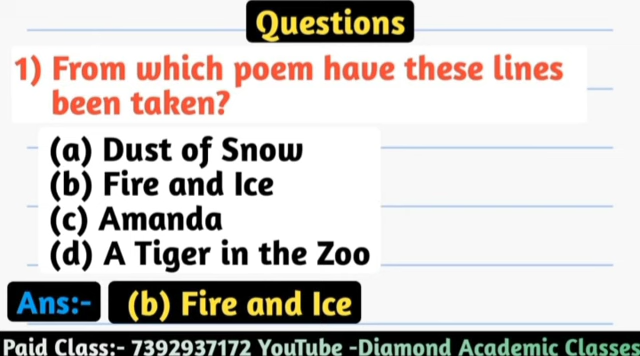 Questions
1) From which poem have these lines
been taken?
(a) Dust of Snow
(b) Fire and Ice
(c) Amanda
(d) A Tiger in the Zoo
Ans:- (b) Fire and Ice
Paid Class:- 7392937172 YouTube -Diamond Academic Classes